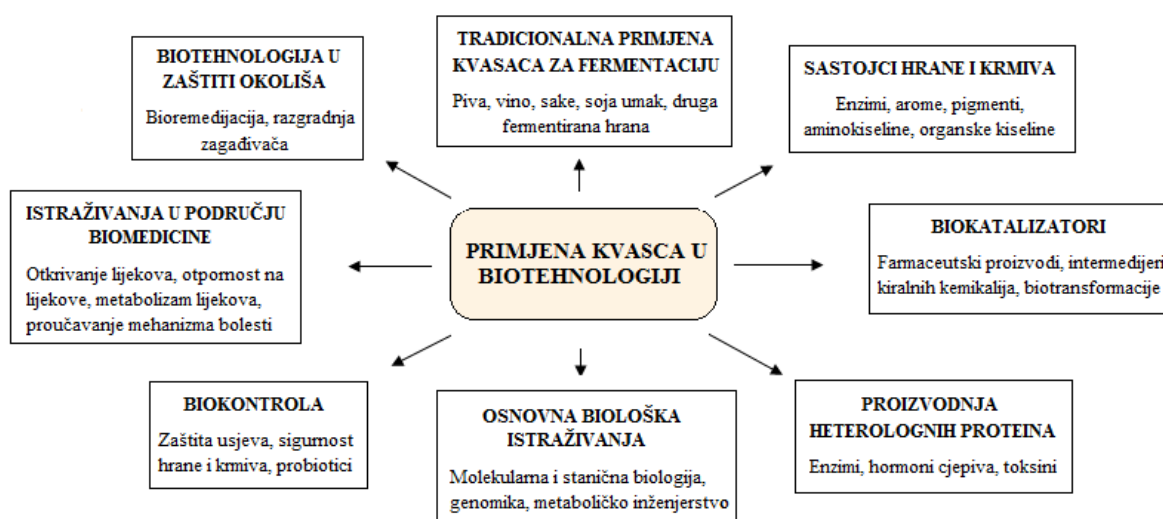 BIOTEHNOLOGIJA U
ZAŠTITI OKOLIŠA
Bioremedijacija, razgradnja
zagađivača
TRADICIONALNA PRIMJENA
KVASACA ZA FERMENTACIJU
Piva, vino, sake, soja umak, druga
fermentirana hrana
SASTOJCI HRANE I KRMIVA
Enzimi, arome, pigmenti,
aminokiseline, organske kiseline
ISTRAŽIVANJA U PODRUČJU
BIOMEDICINE
Otkrivanje lijekova, otpornost na
lijekove, metabolizam lijekova,
proučavanje mehanizma bolesti
PRIMJENA KVASCA U
BIOTEHNOLOGIJI
BIOKATALIZATORI
Farmaceutski proizvodi, intermedijeri
kiralnih kemikalija, biotransformacije
BIOKONTROLA
Zaštita usjeva, sigurnost
hrane i krmiva, probiotici
OSNOVNA BIOLOŠKA
ISTRAŽIVANJA
Molekularna i stanična biologija,
genomika, metaboličko inženjerstvo
PROIZVODNJA
HETEROLOGNIH PROTEINA
Enzimi, hormoni cjepiva, toksini